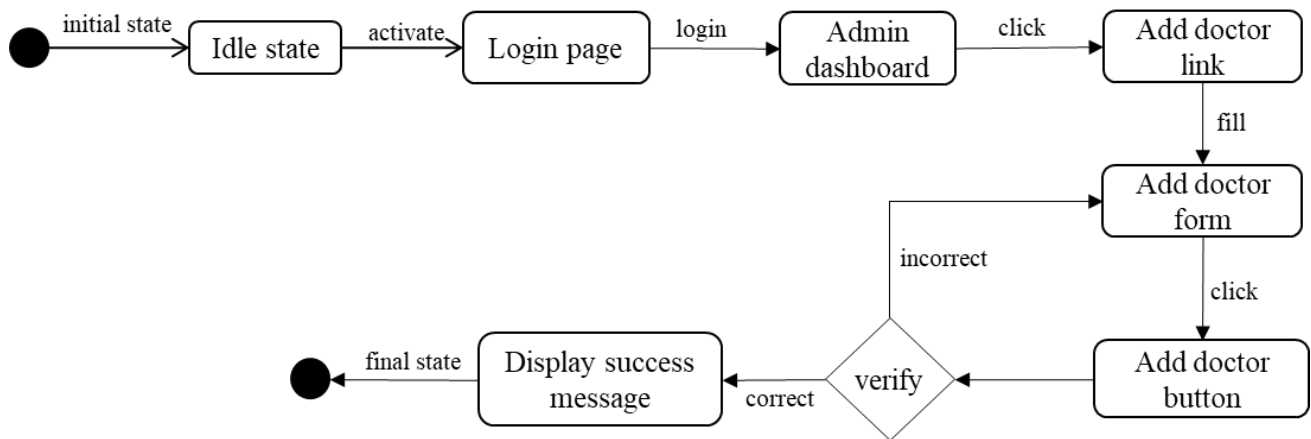 initial state
Idle state
activate
Login page
login
Admin
dashboard
click
Add doctor
link
fill
Add doctor
form
incorrect
click
Add doctor
button
verify
correct
Display success
message
final state